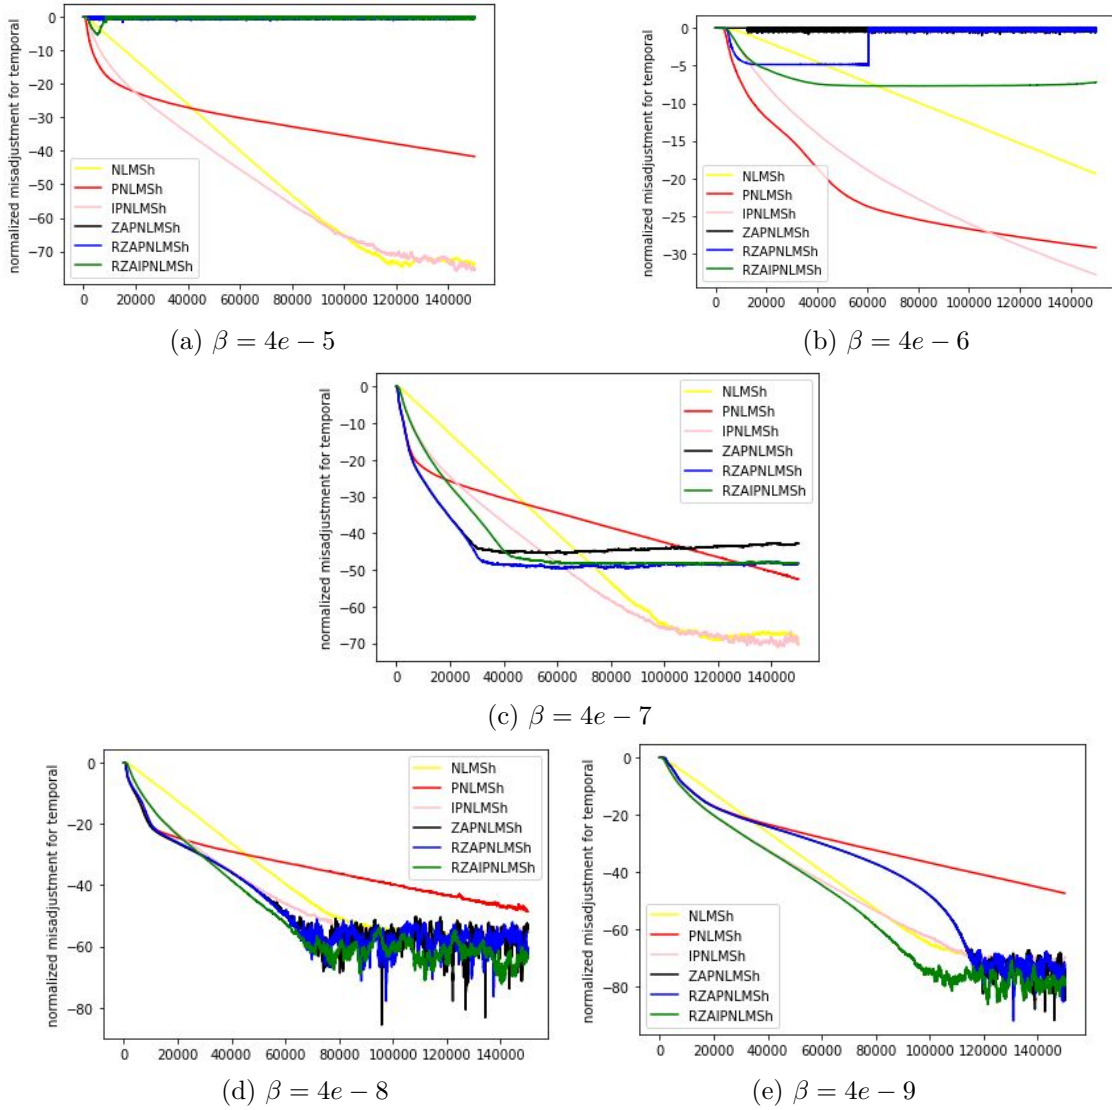 normalized misadjustment for temporal
0
−10
−20
−30
−40
−50
−60
−70
NLMSh
PNLMSh
IPNLMSh
ZAPNLMSh
RZAPNLMSh
RZAIPNLMSh
0 20000 40000 60000 80000 100000 120000 140000
(a) β = 4e − 5
normalized misadjustment for temporal
0
−5
−10
−15
−20
−25
−30
NLMSh
PNLMSh
IPNLMSh
ZAPNLMSh
RZAPNLMSh
RZAIPNLMSh
0 20000 40000 60000 80000 100000 120000 140000
(b) β = 4e − 6
normalized misadjustment for temporal
0
−10
−20
−30
−40
−50
−60
−70
NLMSh
PNLMSh
IPNLMSh
ZAPNLMSh
RZAPNLMSh
RZAIPNLMSh
0 20000 40000 60000 80000 100000 120000 140000
(c) β = 4e − 7
normalized misadjustment for temporal
0
−20
−40
−60
−80
NLMSh
PNLMSh
IPNLMSh
ZAPNLMSh
RZAPNLMSh
RZAIPNLMSh
0 20000 40000 60000 80000 100000 120000 140000
(d) β = 4e − 8
normalized misadjustment for temporal
0
−20
−40
−60
−80
NLMSh
PNLMSh
IPNLMSh
ZAPNLMSh
RZAPNLMSh
RZAIPNLMSh
0 20000 40000 60000 80000 100000 120000 140000
(e) β = 4e − 9